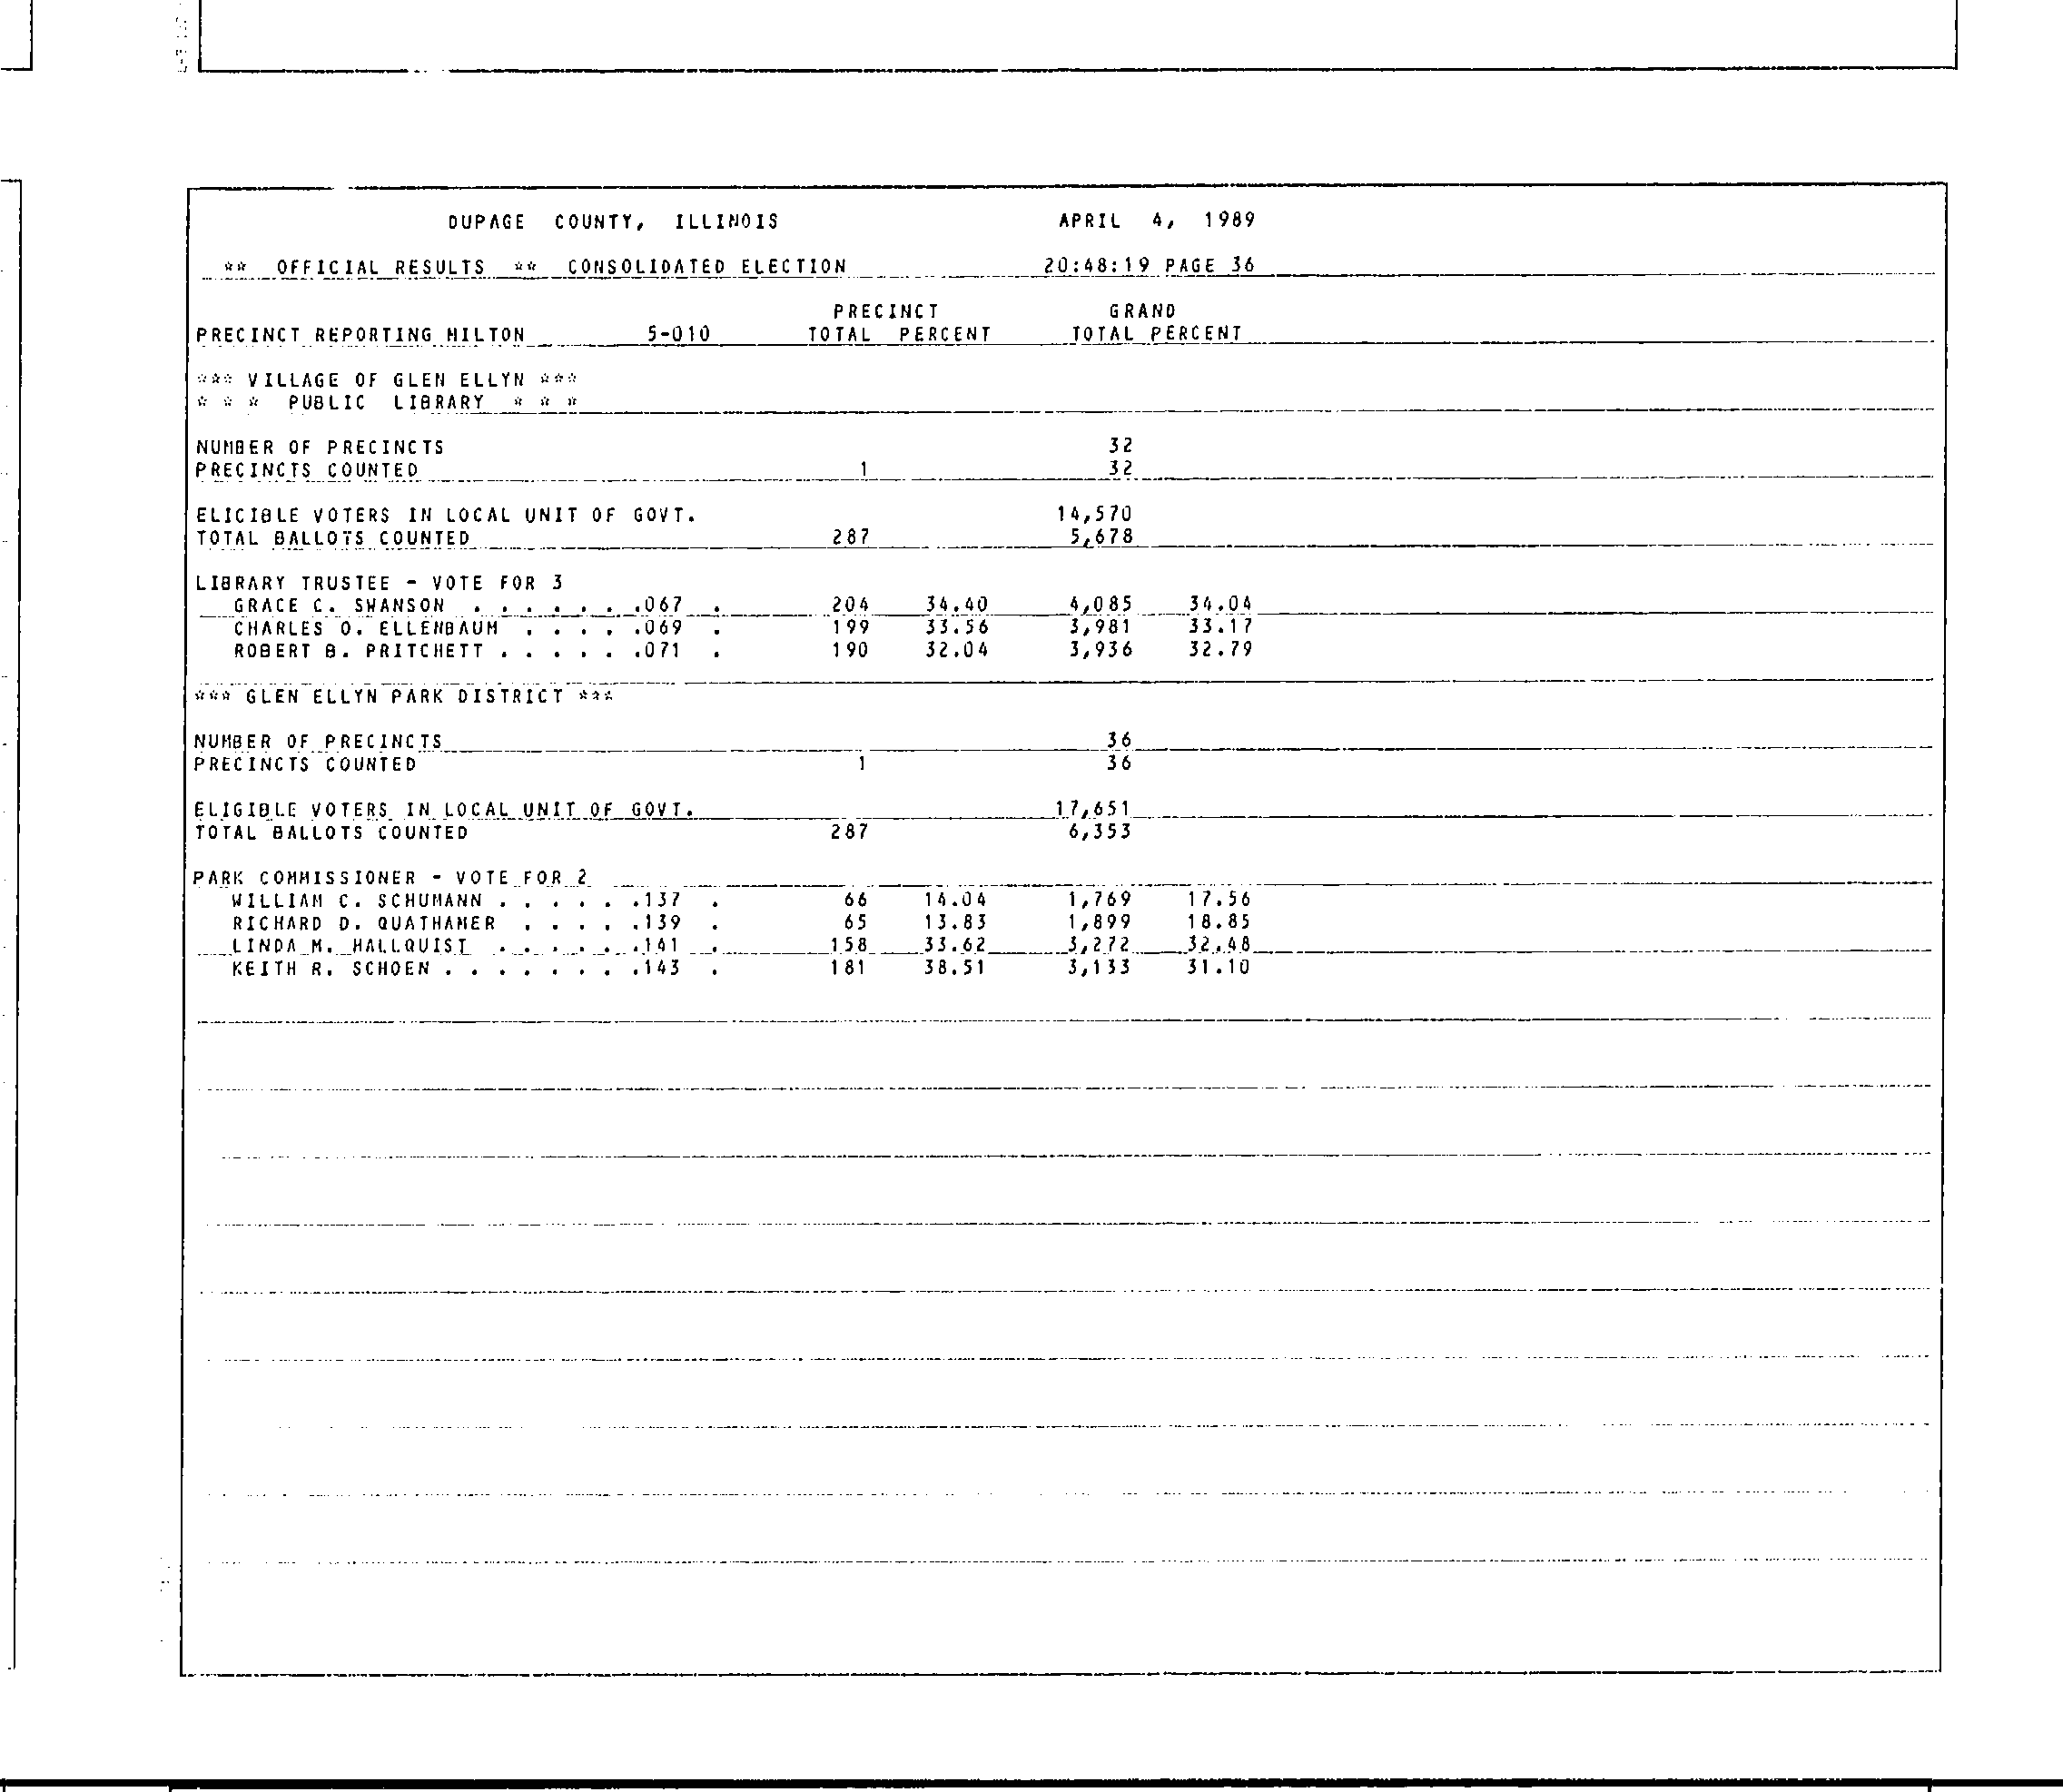 DUPAGE COUNTY, ILLINOIS APRIL 4, 1989
** OFFICIAL RESULTS ** CONSOLIDATED ELECTION 20:48:19 PAGE 36
PRECINCT GRAND
PRECINCT REPORTING MILTON 5-010 TOTAL PERCENT TOTAL PERCENT
*** VILLAGE OF GLEN ELLYN ***
* * * PUBLIC LIBRARY * * *
NUMBER OF PRECINCTS 32
PRECINCTS COUNTED 1 32
ELIGIBLE VOTERS IN LOCAL UNIT OF GOVT. 14,570
TOTAL BALLOTS COUNTED 287 5,678
LIBRARY TRUSTEE - VOTE FOR 3
GRACE C. SWANSON . . . . . . .067 . 204 34.40 4,085 34.04
CHARLES O. ELLENBAUM . . . . .069 . 199 33.56 3,981 33.17
ROBERT B. PRITCHETT . . . . . .071 . 190 32.04 3,936 32.79
*** GLEN ELLYN PARK DISTRICT ***
NUMBER OF PRECINCTS 36
PRECINCTS COUNTED 1 36
ELIGIBLE VOTERS IN LOCAL UNIT OF GOVT. 17,651
TOTAL BALLOTS COUNTED 287 6,353
PARK COMMISSIONER - VOTE FOR 2
WILLIAM C. SCHUMANN . . . . . .137 . 66 14.04 1,769 17.56
RICHARD D. QUATHAMER . . . . .139 . 65 13.83 1,899 18.85
LINDA M. HALLQUIST . . . . . .141 . 158 33.62 3,272 32.48
KEITH R. SCHOEN . . . . . . . .143 . 181 38.51 3,133 31.10